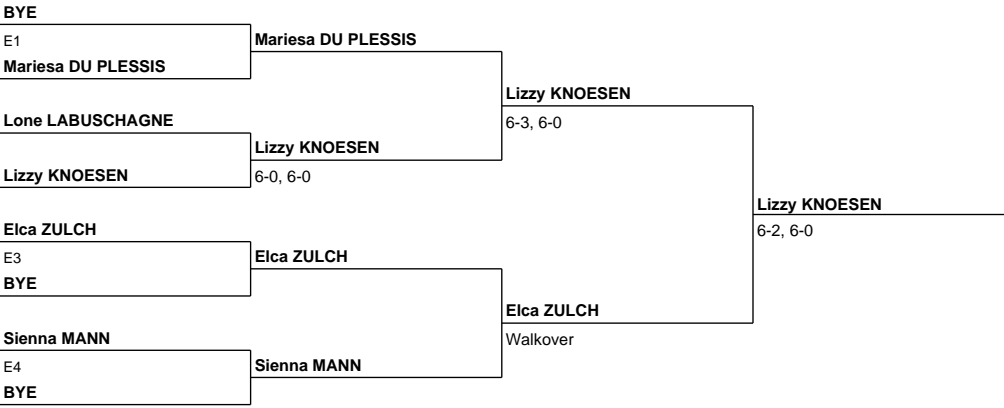 BYE
E1
Mariesa DU PLESSIS
Mariesa DU PLESSIS
Lone LABUSCHAGNE
Lizzy KNOESEN
Lizzy KNOESEN
6-0, 6-0
Lizzy KNOESEN
6-3, 6-0
Elca ZULCH
E3
BYE
Elca ZULCH
Sienna MANN
E4
BYE
Sienna MANN
Elca ZULCH
Walkover
Lizzy KNOESEN
6-2, 6-0